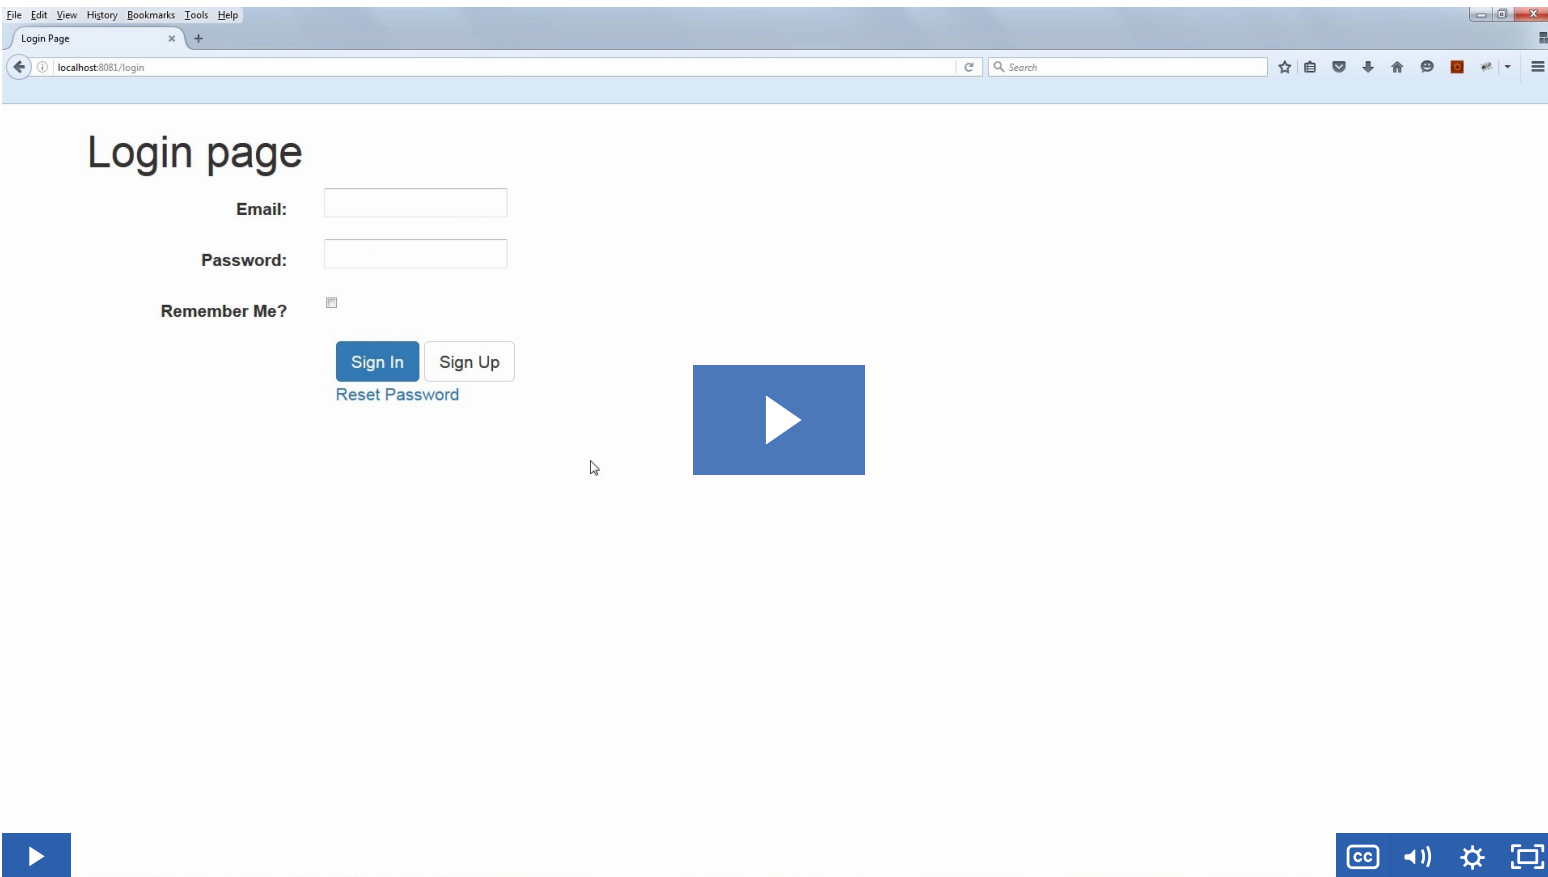 File Edit View History Bookmarks Tools Help
Login Page
localhost:8081/login
Search
Login page
Email:
Password:
Remember Me?
Sign In Sign Up
Reset Password
CC